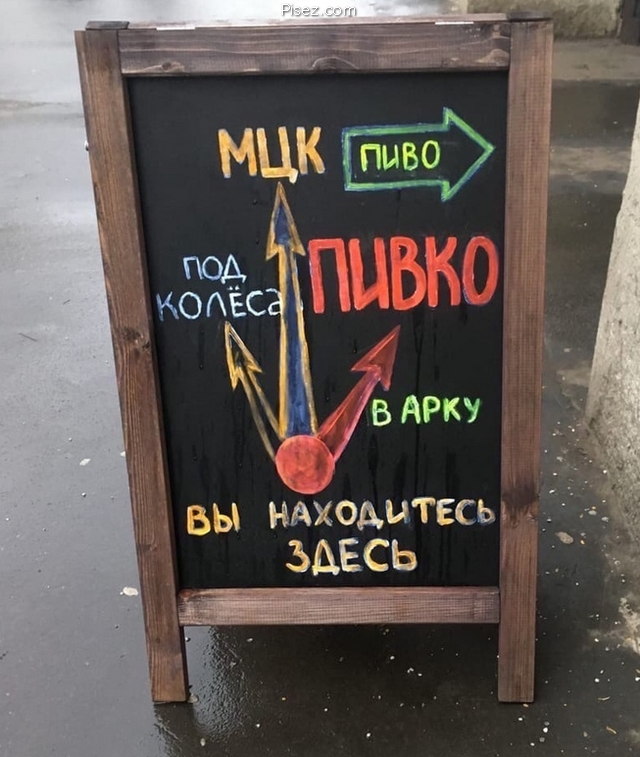 Pisez.com
МЦК
ПИВО
ПОД
КОЛЁСА
ПИВКО
В АРКУ
ВЫ НАХОДИТЕСЬ
ЗДЕСЬ